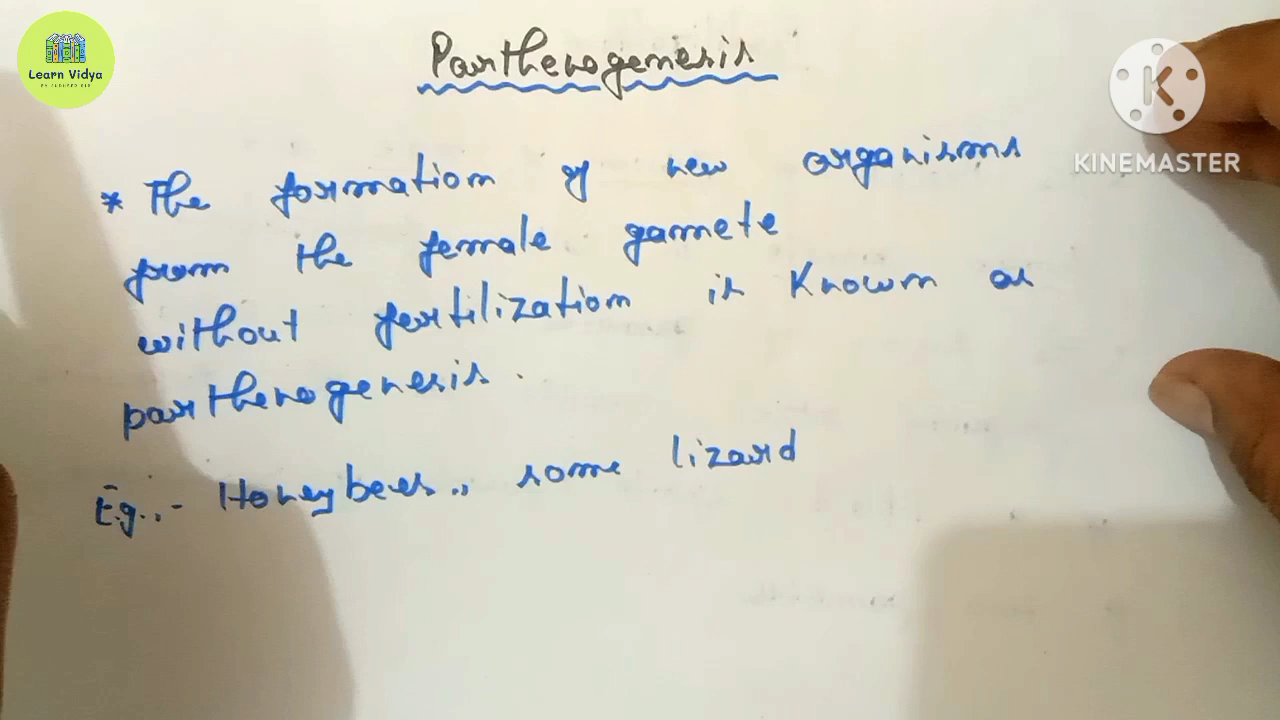 Learn Vidya
Parthenogenesis
KINEMASTER
* The formation of new organisms
from the female gamete
without fertilization is known as
parthenogenesis.
Eg.,- Honeybees., some lizard